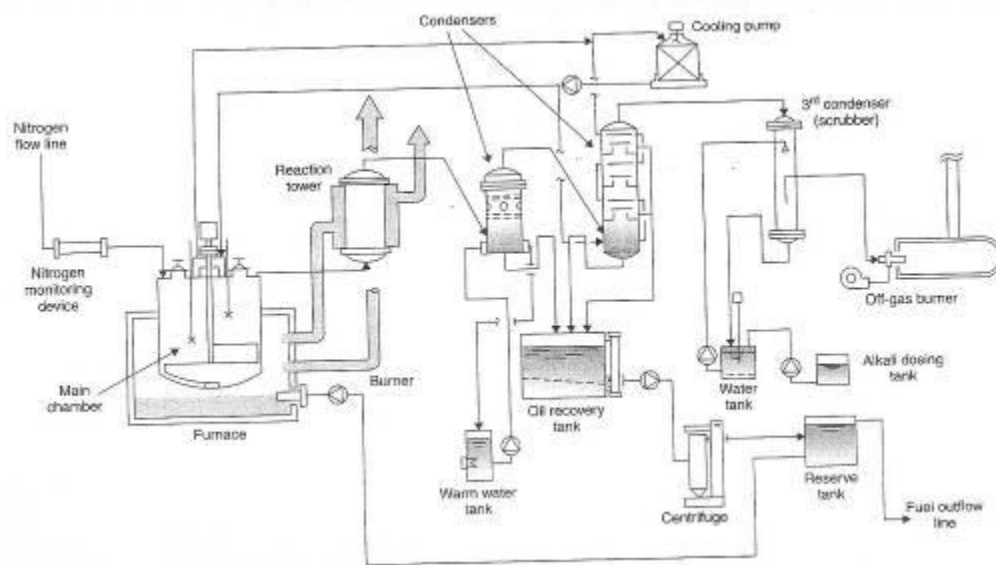 Condensers
Cooling pump
3rd condenser
(scrubber)
Nitrogen
flow line
Reaction
tower
Nitrogen
monitoring
device
Off-gas burner
Main
chamber
Burner
Furnace
Oil recovery
tank
Water
tank
Alkali dosing
tank
Warm water
tank
Centrifuge
Reserve
tank
Fuel outflow
line